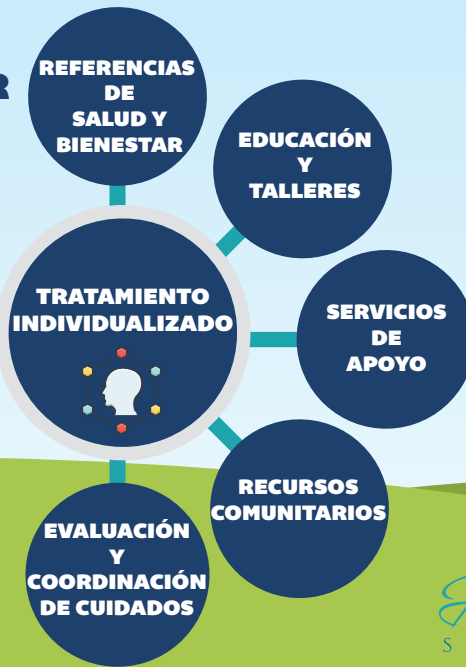 R
REFERENCIAS
DE
SALUD Y
BIENESTAR
EDUCACIÓN
Y
TALLERES
TRATAMIENTO
INDIVIDUALIZADO
SERVICIOS
DE
APOYO
RECURSOS
COMUNITARIOS
EVALUACIÓN
Y
COORDINACIÓN
DE CUIDADOS
S